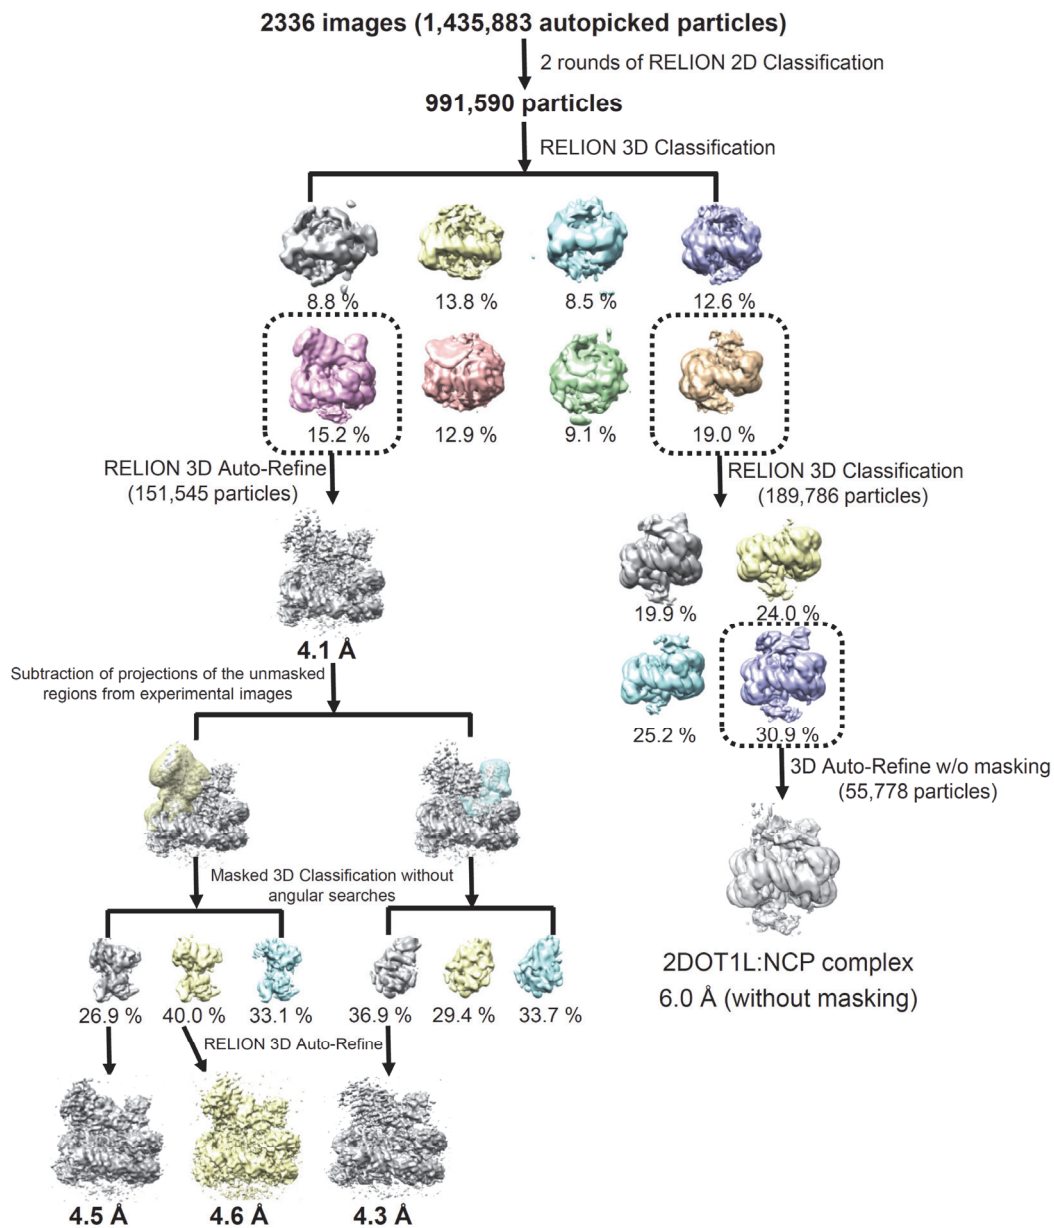 2336 images (1,435,883 autopicked particles)
2 rounds of RELION 2D Classification
991,590 particles
RELION 3D Classification
8.8 %
13.8 %
8.5 %
12.6 %
15.2 %
12.9 %
9.1 %
19.0 %
RELION 3D Auto-Refine
(151,545 particles)
RELION 3D Classification
(189,786 particles)
4.1 Å
19.9 %
24.0 %
25.2 %
30.9 %
Subtraction of projections of the unmasked
regions from experimental images
3D Auto-Refine w/o masking
(55,778 particles)
2DOT1L:NCP complex
6.0 Å (without masking)
Masked 3D Classification without
angular searches
26.9 %
40.0 %
33.1 %
36.9 %
29.4 %
33.7 %
RELION 3D Auto-Refine
4.5 Å
4.6 Å
4.3 Å